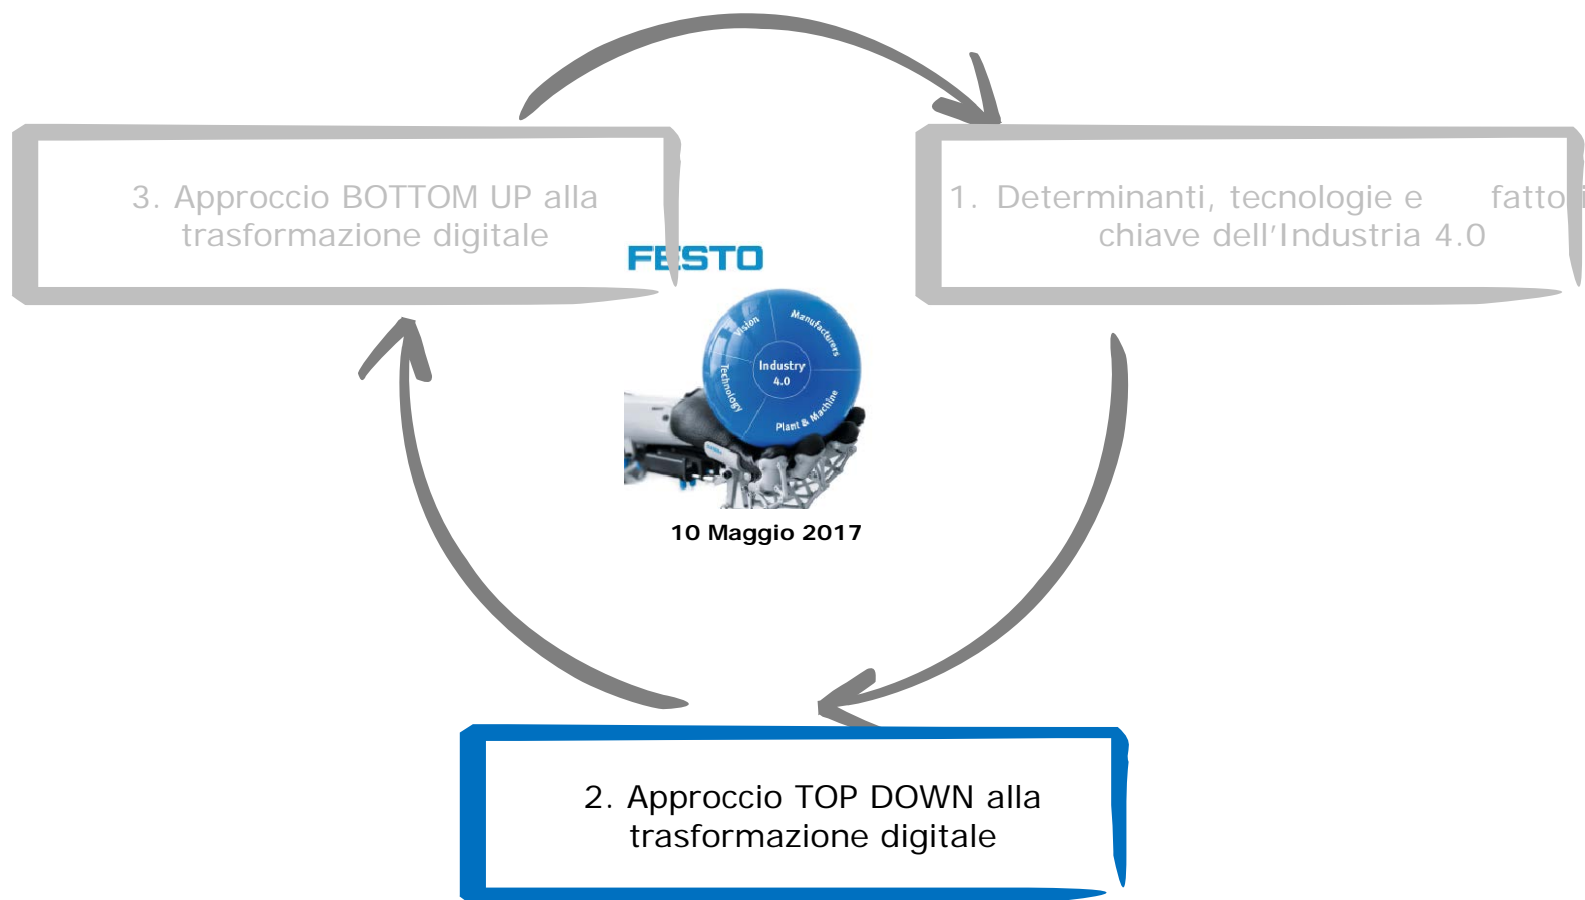 3. Approccio BOTTOM UP alla
trasformazione digitale
1. Determinanti, tecnologie e fattori
chiave dell'Industria 4.0
FESTO
Vision
Manufacturers
Industry
4.0
Technology
Plant & Machine
10 Maggio 2017
2. Approccio TOP DOWN alla
trasformazione digitale